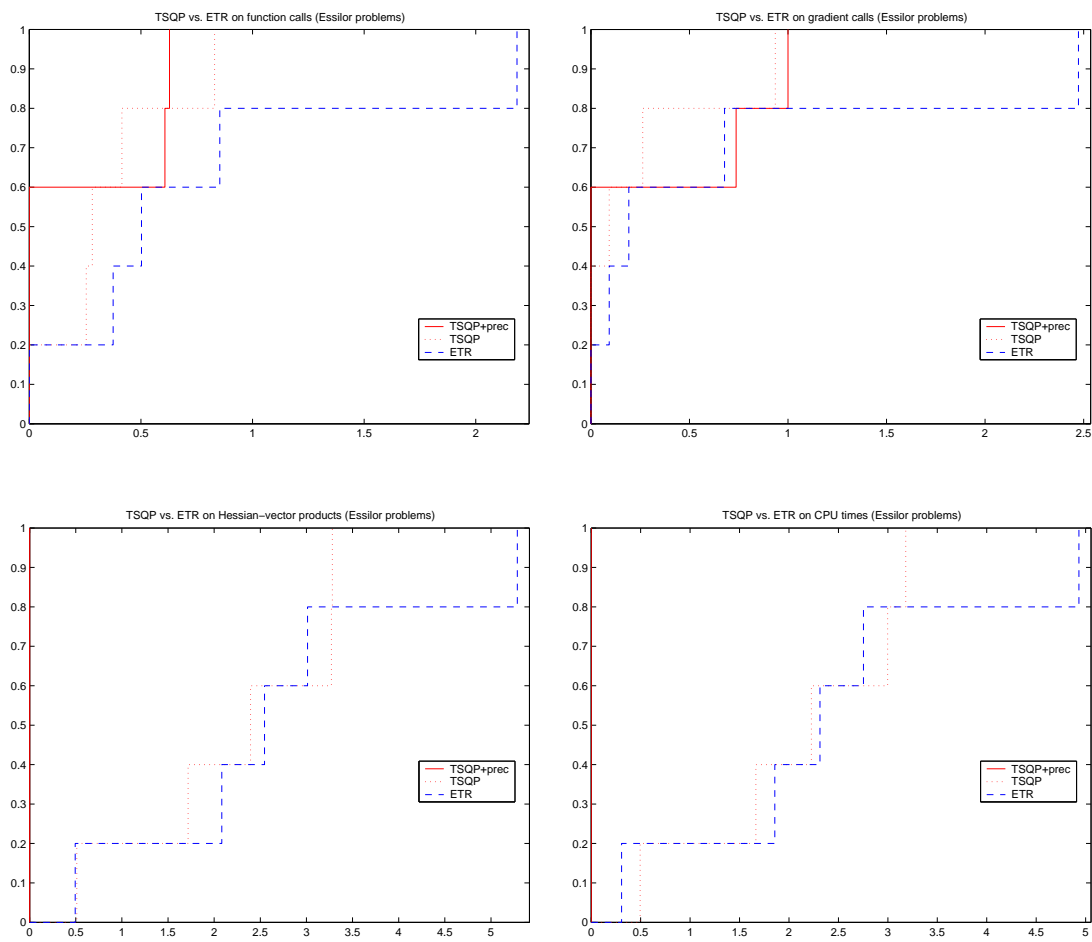 TSQP vs. ETR on function calls (Essilor problems)
1
0.9
0.8
0.7
0.6
0.5
0.4
0.3
0.2
0.1
0
0 0.5 1 1.5 2
TSQP+prec
TSQP
ETR
TSQP vs. ETR on gradient calls (Essilor problems)
1
0.9
0.8
0.7
0.6
0.5
0.4
0.3
0.2
0.1
0
0 0.5 1 1.5 2 2.5
TSQP+prec
TSQP
ETR
TSQP vs. ETR on Hessian−vector products (Essilor problems)
1
0.9
0.8
0.7
0.6
0.5
0.4
0.3
0.2
0.1
0
0 0.5 1 1.5 2 2.5 3 3.5 4 4.5 5
TSQP+prec
TSQP
ETR
TSQP vs. ETR on CPU times (Essilor problems)
1
0.9
0.8
0.7
0.6
0.5
0.4
0.3
0.2
0.1
0
0 0.5 1 1.5 2 2.5 3 3.5 4 4.5 5
TSQP+prec
TSQP
ETR